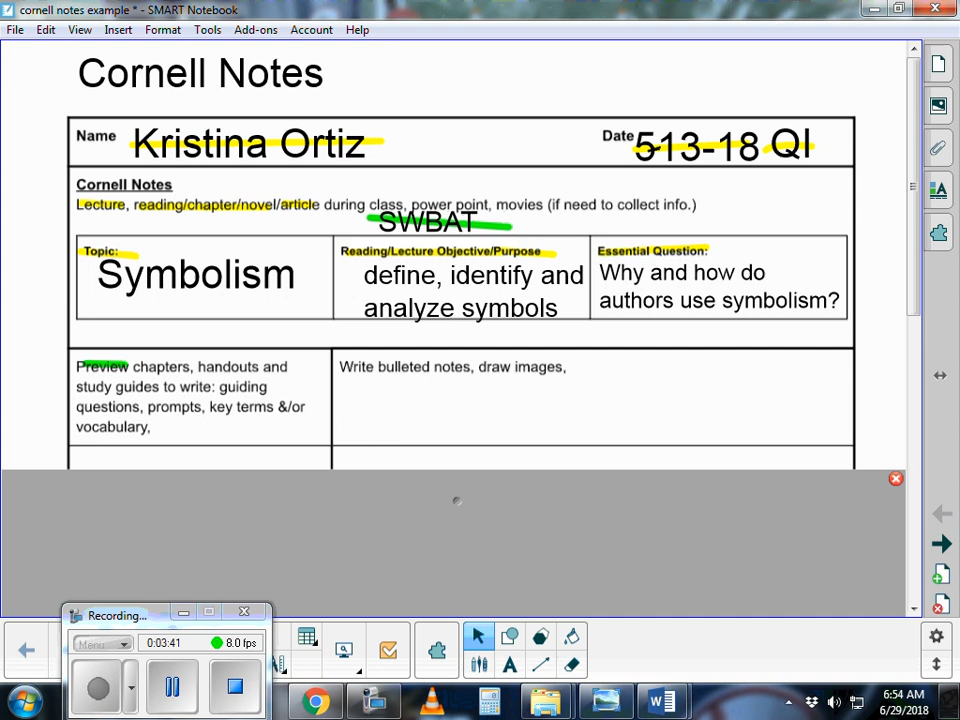 cornell notes example * - SMART Notebook
File Edit View Insert Format Tools Add-ons Account Help
Cornell Notes
Name Kristina Ortiz Date 513-18 QI
Cornell Notes
Lecture, reading/chapter/novel/article during class, power point, movies (if need to collect info.)
SWBAT
Topic: Reading/Lecture Objective/Purpose Essential Question:
Symbolism define, identify and Why and how do
analyze symbols authors use symbolism?
Preview chapters, handouts and Write bulleted notes, draw images,
study guides to write: guiding
questions, prompts, key terms &/or
vocabulary,
Recording...
Menu 0:03:41 8.0 fps
6:54 AM
6/29/2018